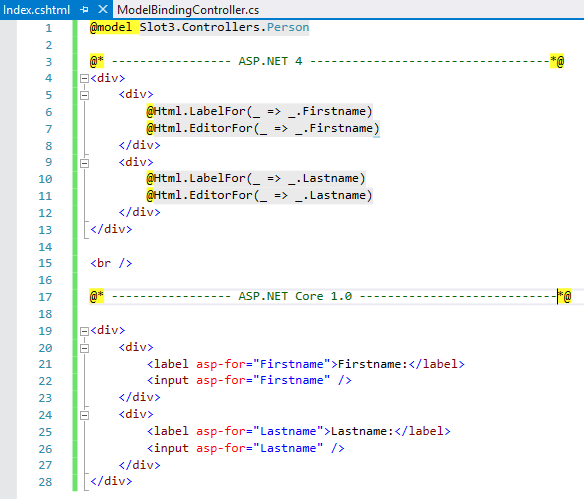 Index.cshtml ModelBindingController.cs
1 @model Slot3.Controllers.Person
2
3 @* ----------------- ASP.NET 4 ----------------------------------*@
4 <div>
5     <div>
6         @Html.LabelFor(_ => _.Firstname)
7         @Html.EditorFor(_ => _.Firstname)
8     </div>
9     <div>
10         @Html.LabelFor(_ => _.Lastname)
11         @Html.EditorFor(_ => _.Lastname)
12     </div>
13 </div>
14
15 <br />
16
17 @* ----------------- ASP.NET Core 1.0 ----------------------------*@
18
19 <div>
20     <div>
21         <label asp-for="Firstname">Firstname:</label>
22         <input asp-for="Firstname" />
23     </div>
24     <div>
25         <label asp-for="Lastname">Lastname:</label>
26         <input asp-for="Lastname" />
27     </div>
28 </div>